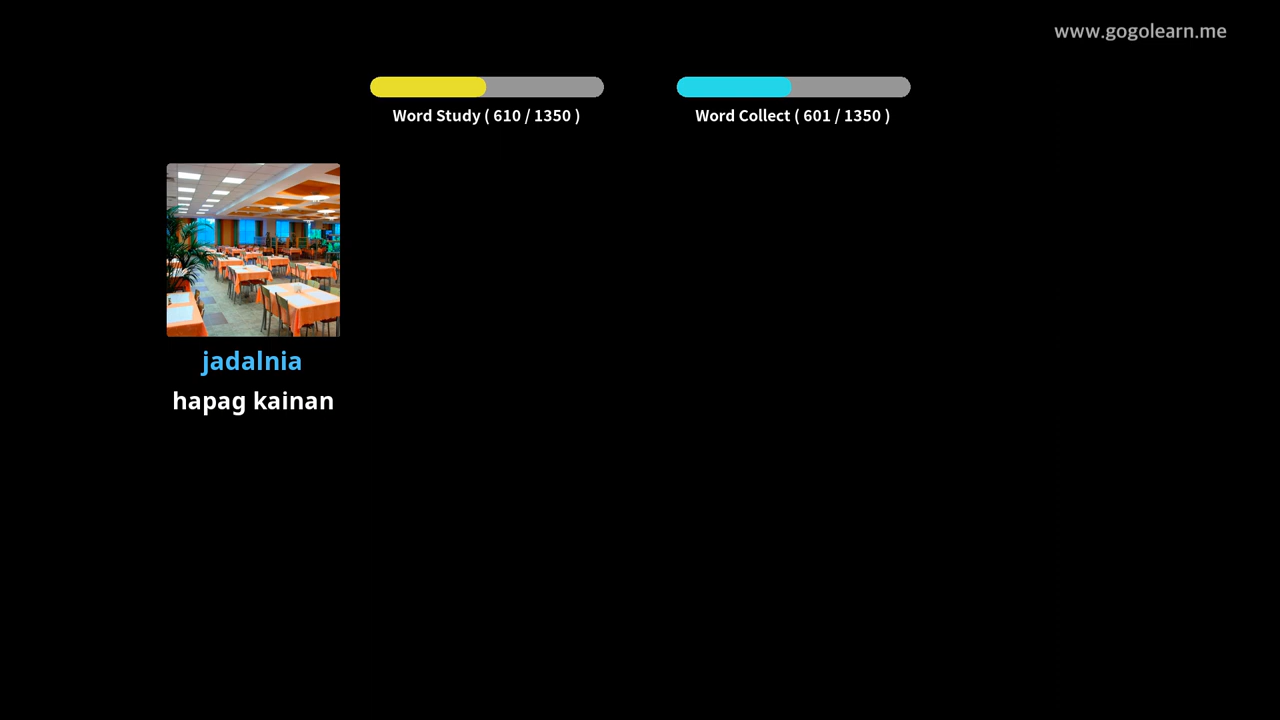 www.gogolearn.me
Word Study ( 610 / 1350 )
Word Collect ( 601 / 1350 )
jadalnia
hapag kainan